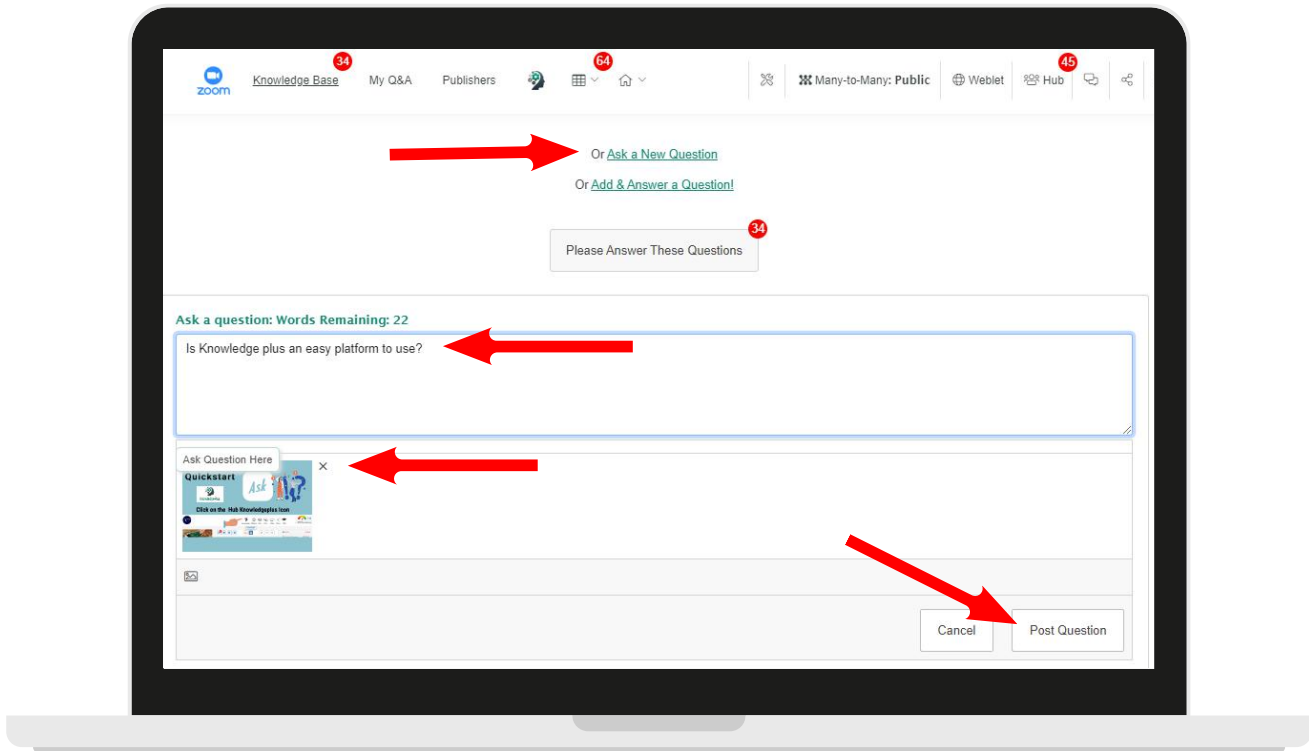 34 64 45
zoom Knowledge Base My Q&A Publishers Many-to-Many: Public Weblet Hub
Or Ask a New Question
Or Add & Answer a Question!
34
Please Answer These Questions
Ask a question: Words Remaining: 22
Is Knowledge plus an easy platform to use?
Ask Question Here
Quickstart
Ask
Click on the Hub Knowledgeplus Icon
Cancel Post Question